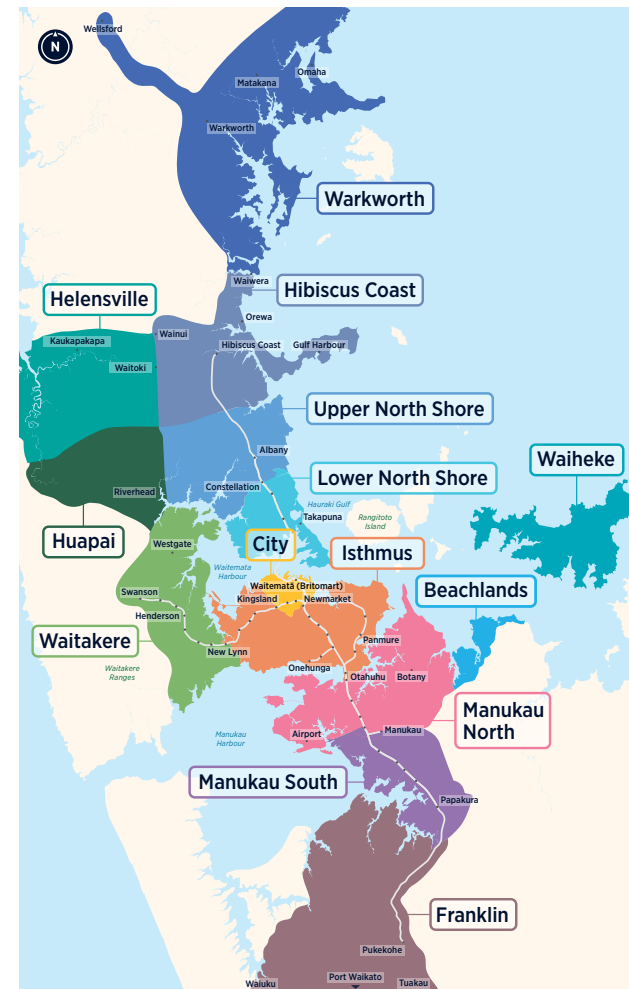 Wellsford
N
Omaha
Matakana
Warkworth
Warkworth
Waiwera
Hibiscus Coast
Helensville
Orewa
Wainui
Kaukapakapa
Hibiscus Coast
Gulf Harbour
Waitoki
Upper North Shore
Albany
Waiheke
Lower North Shore
Constellation
Riverhead
Hauraki Gulf
Takapuna
Rangitoto
Island
Huapai
City
Isthmus
Westgate
Waitemata
Harbour
Beachlands
Waitematā (Britomart)
Swanson
Kingsland
Newmarket
Henderson
Waitakere
Panmure
New Lynn
Waitakere
Ranges
Onehunga
Otahuhu
Botany
Manukau
North
Manukau
Harbour
Airport
Manukau
Manukau South
Papakura
Franklin
Pukekohe
Port Waikato
Waiuku
Tuakau